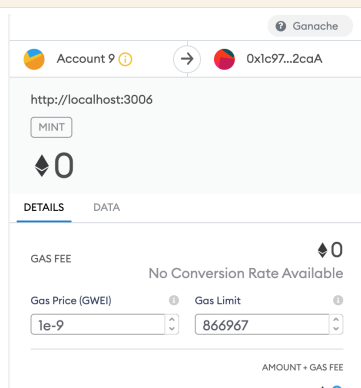 Ganache
Account 9
0x1c97...2caA
http://localhost:3006
MINT
0
DETAILS DATA
GAS FEE
0
No Conversion Rate Available
Gas Price (GWEI) Gas Limit
1e-9 866967
AMOUNT + GAS FEE